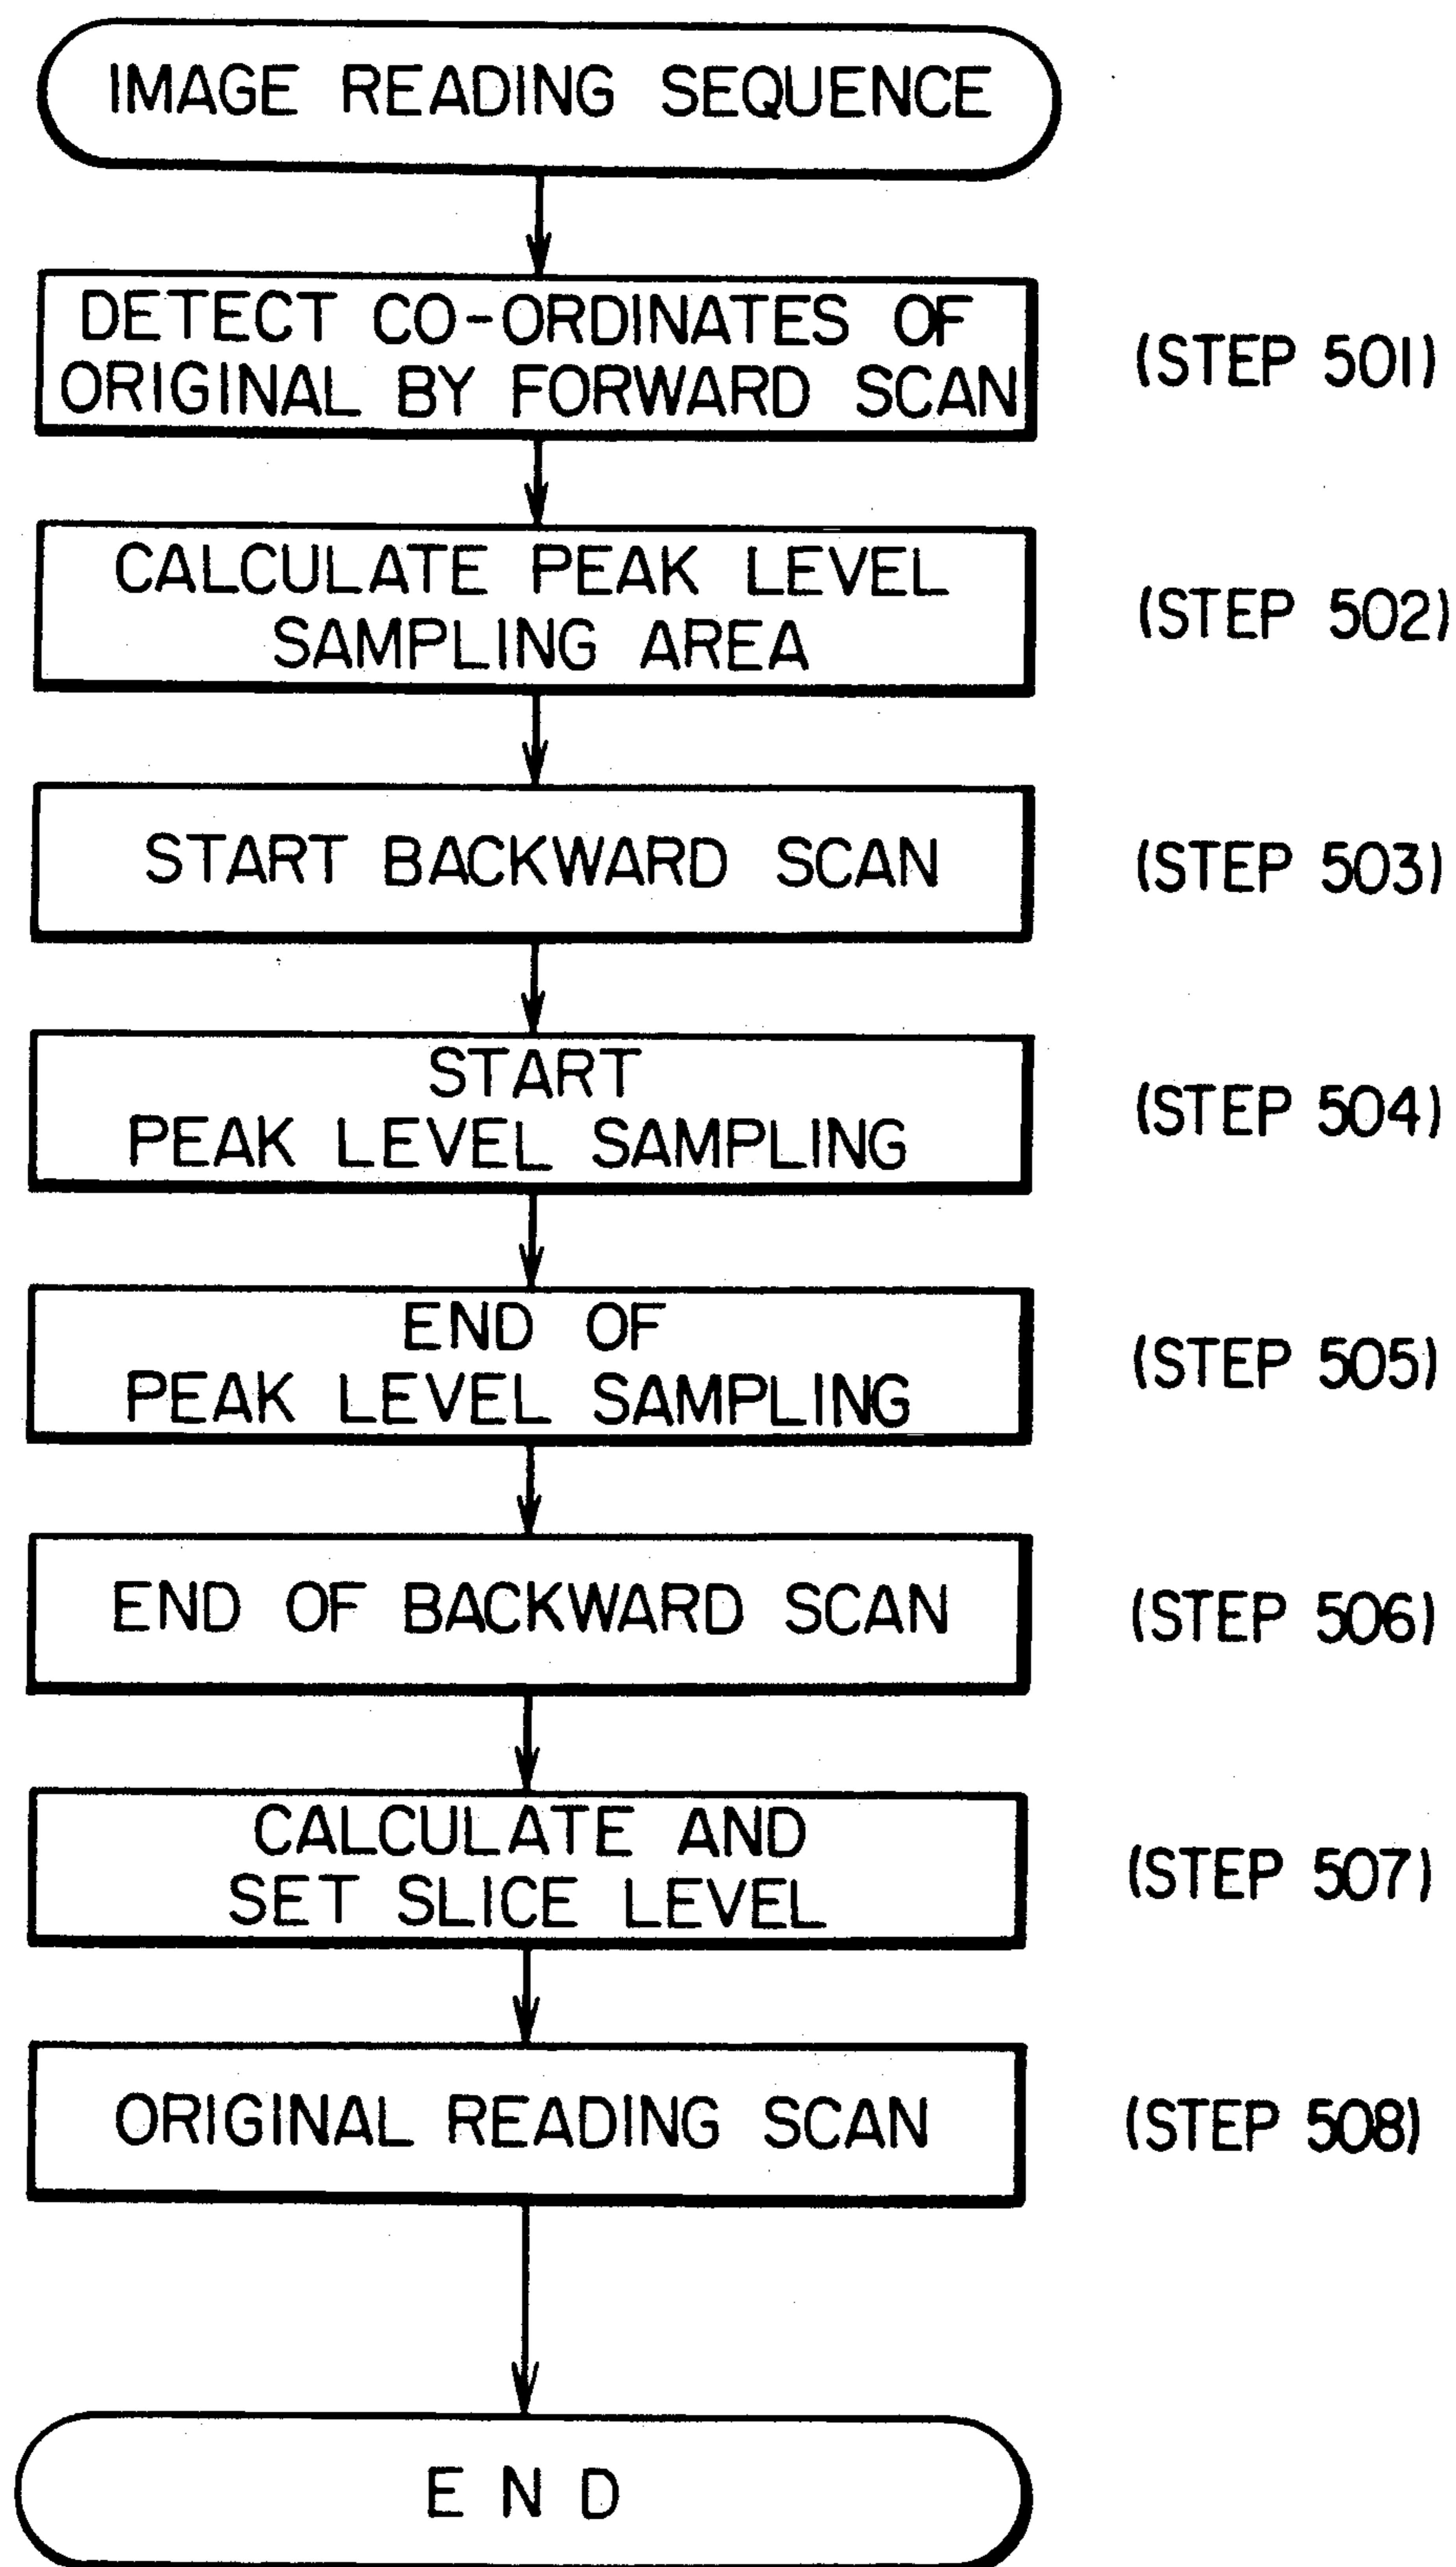 IMAGE READING SEQUENCE
DETECT CO-ORDINATES OF
ORIGINAL BY FORWARD SCAN
(STEP 501)
CALCULATE PEAK LEVEL
SAMPLING AREA
(STEP 502)
START BACKWARD SCAN
(STEP 503)
START
PEAK LEVEL SAMPLING
(STEP 504)
END OF
PEAK LEVEL SAMPLING
(STEP 505)
END OF BACKWARD SCAN
(STEP 506)
CALCULATE AND
SET SLICE LEVEL
(STEP 507)
ORIGINAL READING SCAN
(STEP 508)
END